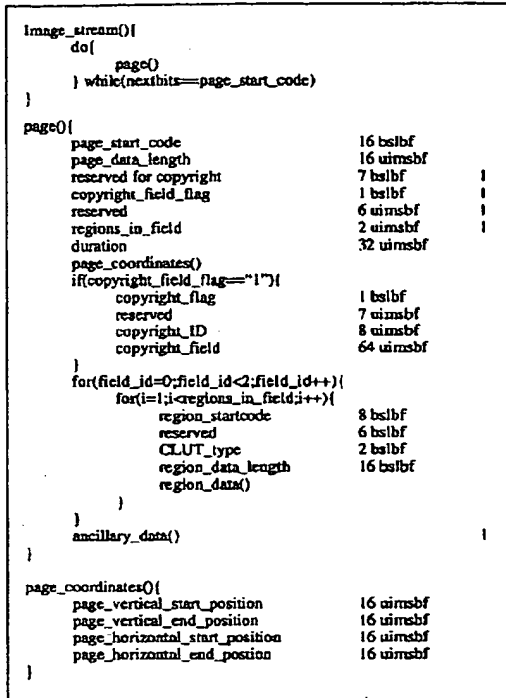 Image_stream(){
do{
page()
} while(nextbits==page_start_code)
}
page(){
page_start_code 16 bslbf
page_data_length 16 uimsbf
reserved for copyright 7 bslbf
copyright_field_flag 1 bslbf
reserved 6 uimsbf
regions_in_field 2 uimsbf
duration 32 uimsbf
page_coordinates()
if(copyright_field_flag=="1"){
copyright_flag 1 bslbf
reserved 7 uimsbf
copyright_ID 8 uimsbf
copyright_field 64 uimsbf
}
for(field_id=0;field_id<2;field_id++){
for(i=1;i<regions_in_field;i++){
region_startcode 8 bslbf
reserved 6 bslbf
CLUT_type 2 bslbf
region_data_length 16 bslbf
region_data()
}
}
ancillary_data()
}
page_coordinates(){
page_vertical_start_position 16 uimsbf
page_vertical_end_position 16 uimsbf
page_horizontal_start_position 16 uimsbf
page_horizontal_end_postion 16 uimsbf
}